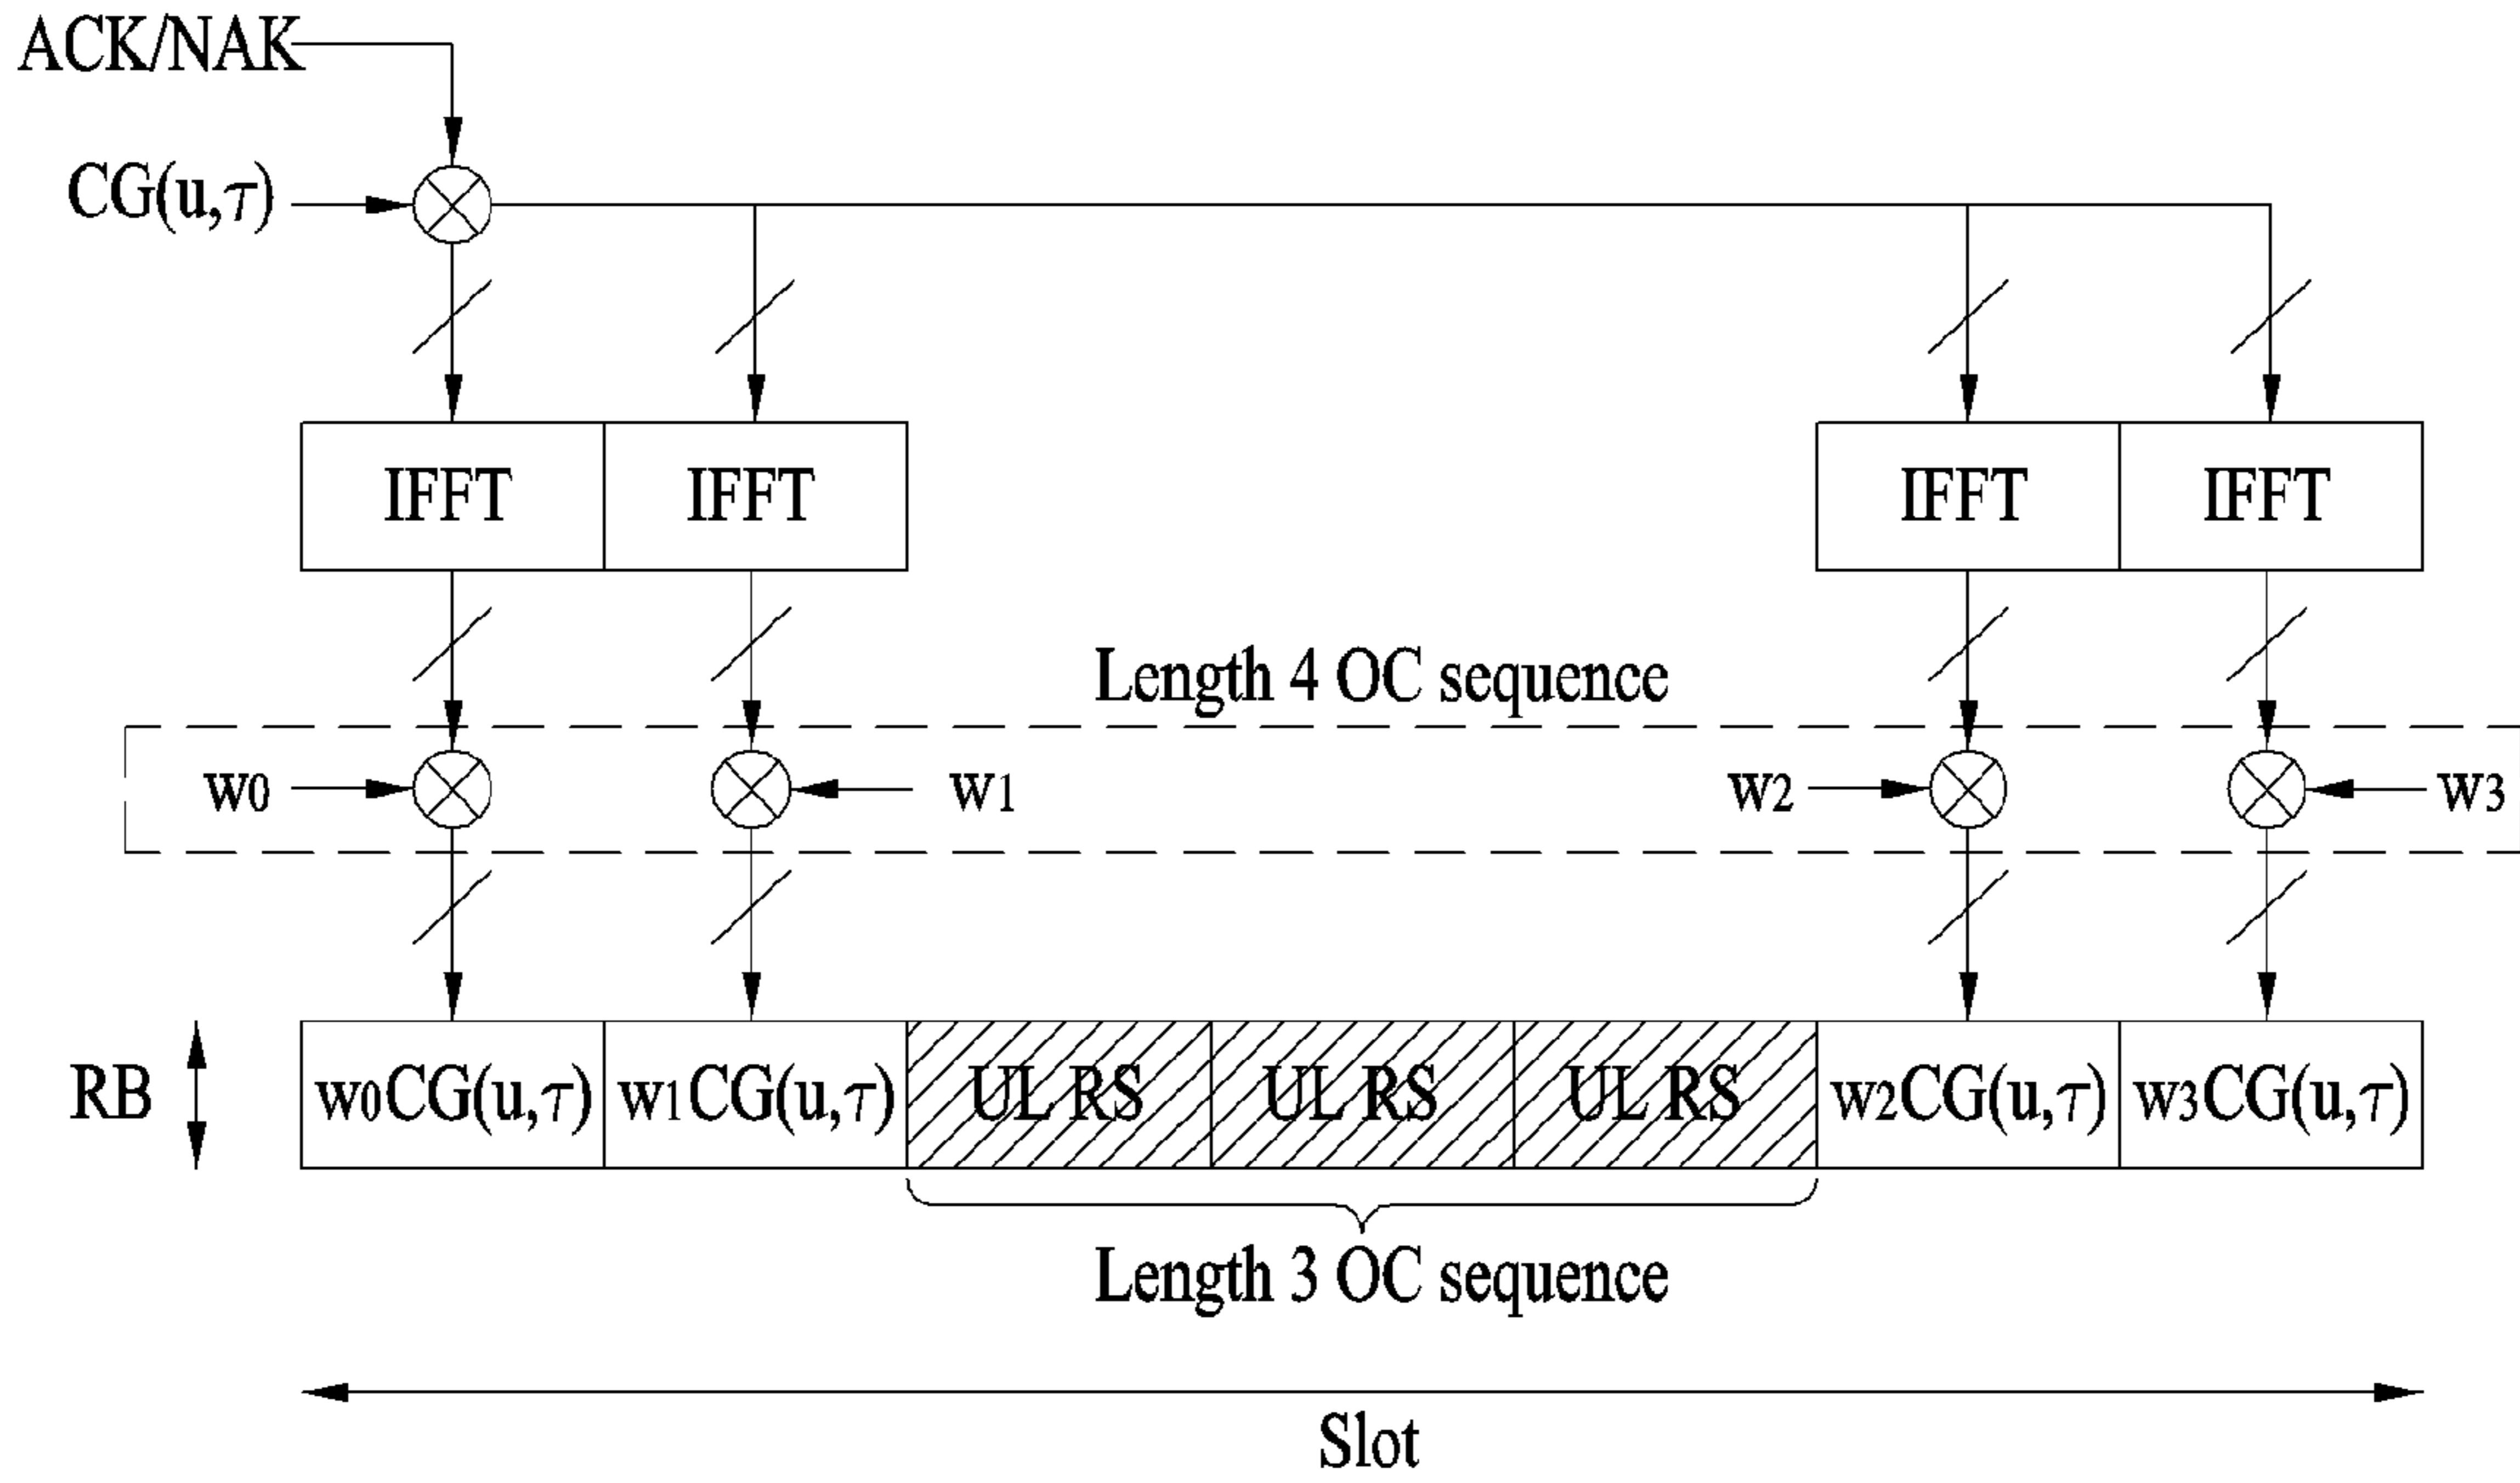 ACK/NAK
CG(u,τ)
IFFT IFFT IFFT IFFT
Length 4 OC sequence
w0 w1 w2 w3
RB w0CG(u,τ) w1CG(u,τ) UL RS UL RS UL RS w2CG(u,τ) w3CG(u,τ)
Length 3 OC sequence
Slot